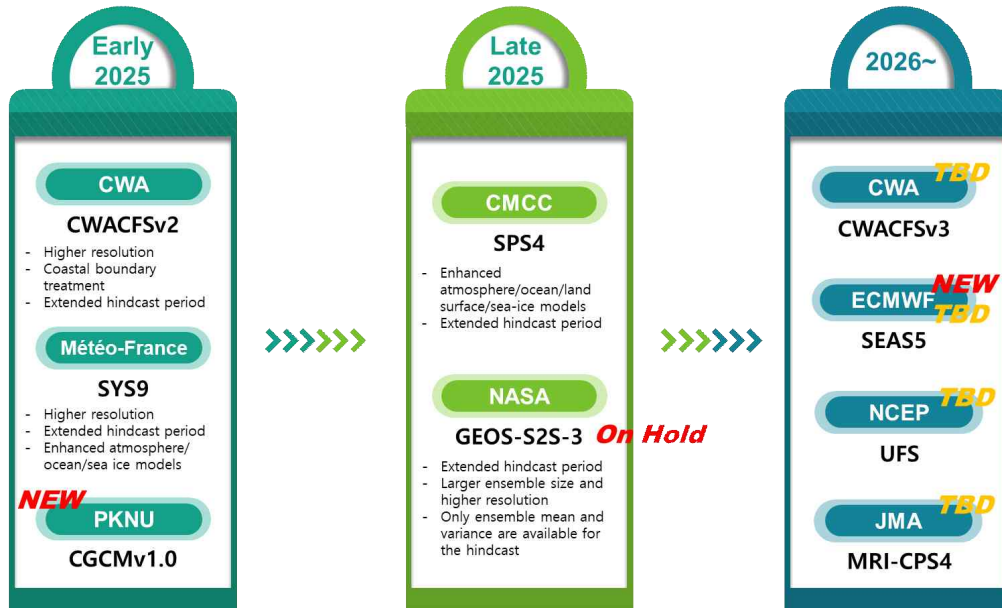 Early
2025
CWA
CWACFSv2
- Higher resolution
- Coastal boundary
treatment
- Extended hindcast period
Météo-France
SYS9
- Higher resolution
- Extended hindcast period
- Enhanced atmosphere/
ocean/sea ice models
NEW
PKNU
CGCMv1.0
Late
2025
CMCC
SPS4
- Enhanced
atmosphere/ocean/land
surface/sea-ice models
- Extended hindcast period
NASA
GEOS-S2S-3 On Hold
- Extended hindcast period
- Larger ensemble size and
higher resolution
- Only ensemble mean and
variance are available for
the hindcast
2026~
TBD
CWA
CWACFSv3
NEW
ECMWF
TBD
SEAS5
TBD
NCEP
UFS
TBD
JMA
MRI-CPS4